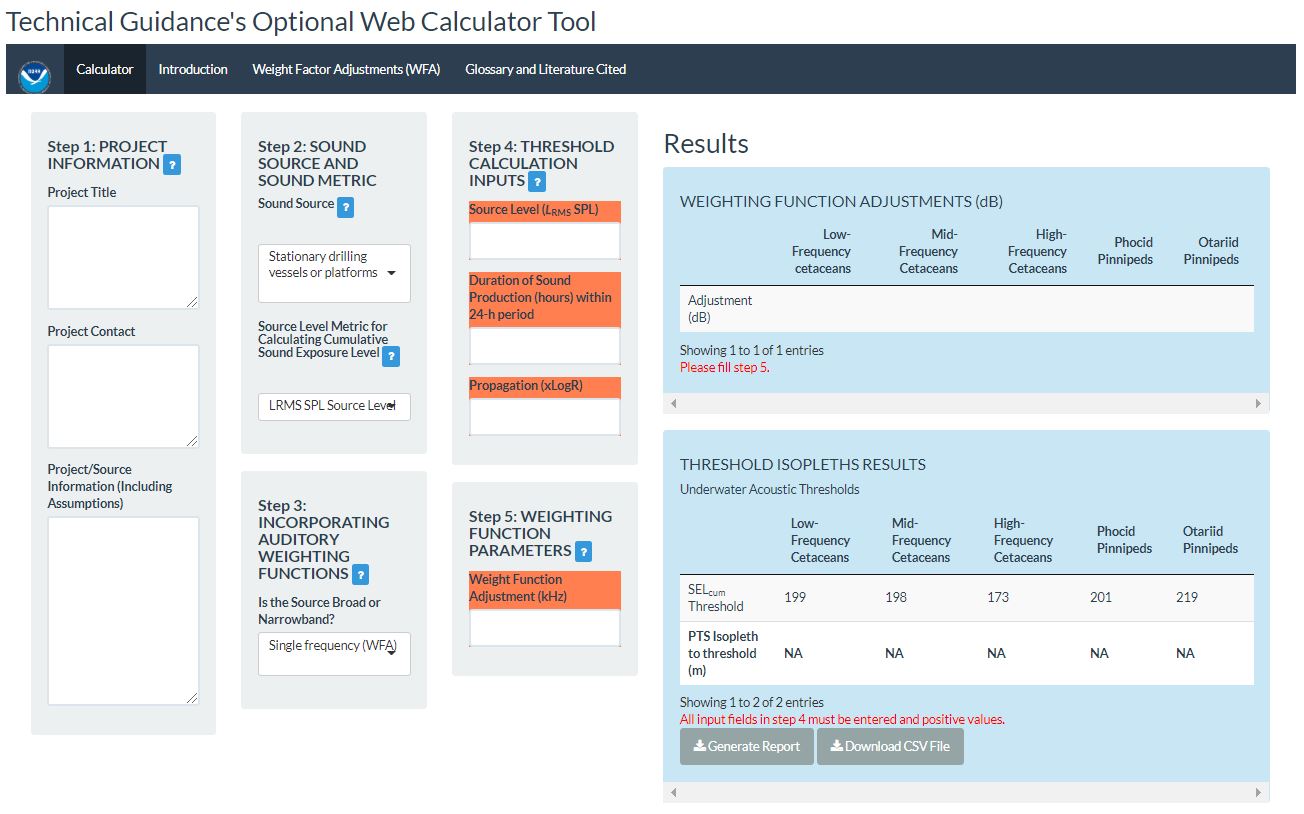 Technical Guidance's Optional Web Calculator Tool
Calculator
Introduction
Weight Factor Adjustments (WFA)
Glossary and Literature Cited
Step 1: PROJECT
INFORMATION ?
Project Title
Project Contact
Project/Source
Information (Including
Assumptions)
Step 2: SOUND
SOURCE AND
SOUND METRIC
Sound Source ?
Stationary drilling
vessels or platforms
Source Level Metric for
Calculating Cumulative
Sound Exposure Level ?
LRMS SPL Source Level
Step 3:
INCORPORATING
AUDITORY
WEIGHTING
FUNCTIONS ?
Is the Source Broad or
Narrowband?
Single frequency (WFA)
Step 4: THRESHOLD
CALCULATION
INPUTS ?
Source Level (LRMS SPL)
Duration of Sound
Production (hours) within
24-h period
Propagation (xLogR)
Step 5: WEIGHTING
FUNCTION
PARAMETERS ?
Weight Function
Adjustment (kHz)
Results
WEIGHTING FUNCTION ADJUSTMENTS (dB)
Low-
Frequency
cetaceans
Mid-
Frequency
Cetaceans
High-
Frequency
Cetaceans
Phocid
Pinnipeds
Otariid
Pinnipeds
Adjustment
(dB)
Showing 1 to 1 of 1 entries
Please fill step 5.
THRESHOLD ISOPLETHS RESULTS
Underwater Acoustic Thresholds
Low-
Frequency
Cetaceans
Mid-
Frequency
Cetaceans
High-
Frequency
Cetaceans
Phocid
Pinnipeds
Otariid
Pinnipeds
SELcum
Threshold
199
198
173
201
219
PTS Isopleth
to threshold
(m)
NA
NA
NA
NA
NA
Showing 1 to 2 of 2 entries
All input fields in step 4 must be entered and positive values.
Generate Report
Download CSV File